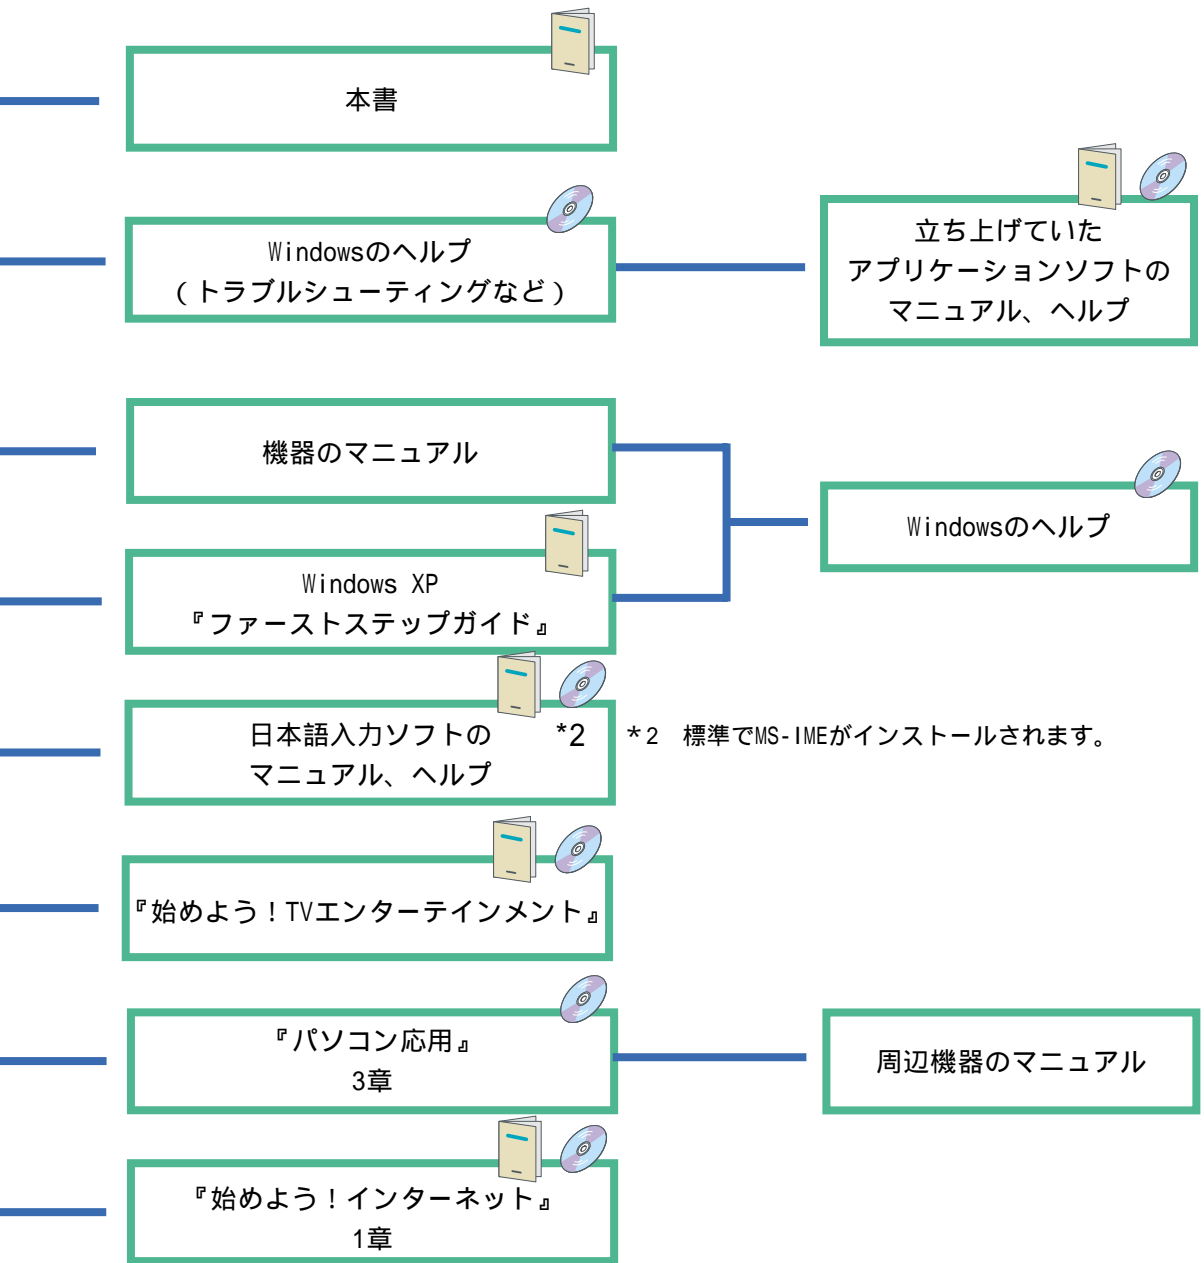 本書
Windowsのヘルプ
（トラブルシューティングなど）
立ち上げていた
アプリケーションソフトの
マニュアル、ヘルプ
機器のマニュアル
Windowsのヘルプ
Windows XP
『ファーストステップガイド』
日本語入力ソフトの *2
マニュアル、ヘルプ
*2 標準でMS-IMEがインストールされます。
『始めよう！TVエンターテインメント』
『パソコン応用』
3章
周辺機器のマニュアル
『始めよう！インターネット』
1章